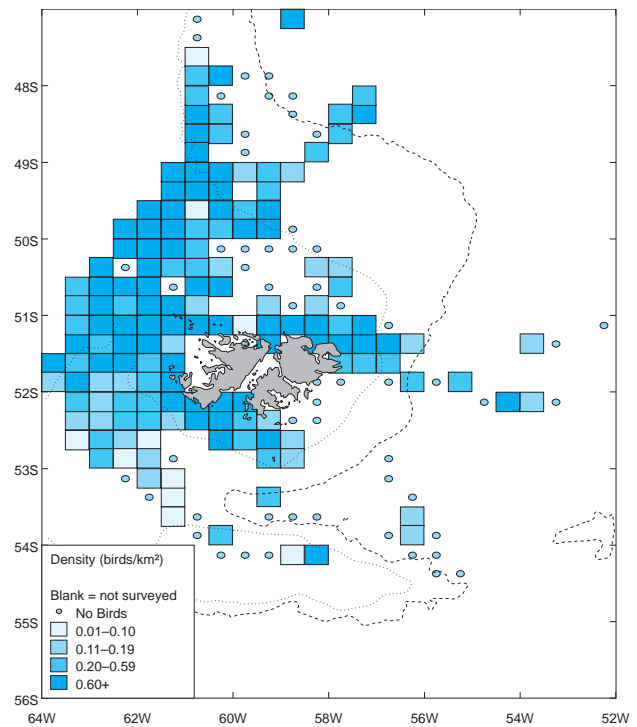 48S
49S
50S
51S
52S
53S
54S
55S
56S
Density (birds/km²)
Blank = not surveyed
No Birds
0.01–0.10
0.11–0.19
0.20–0.59
0.60+
64W 62W 60W 58W 56W 54W 52W